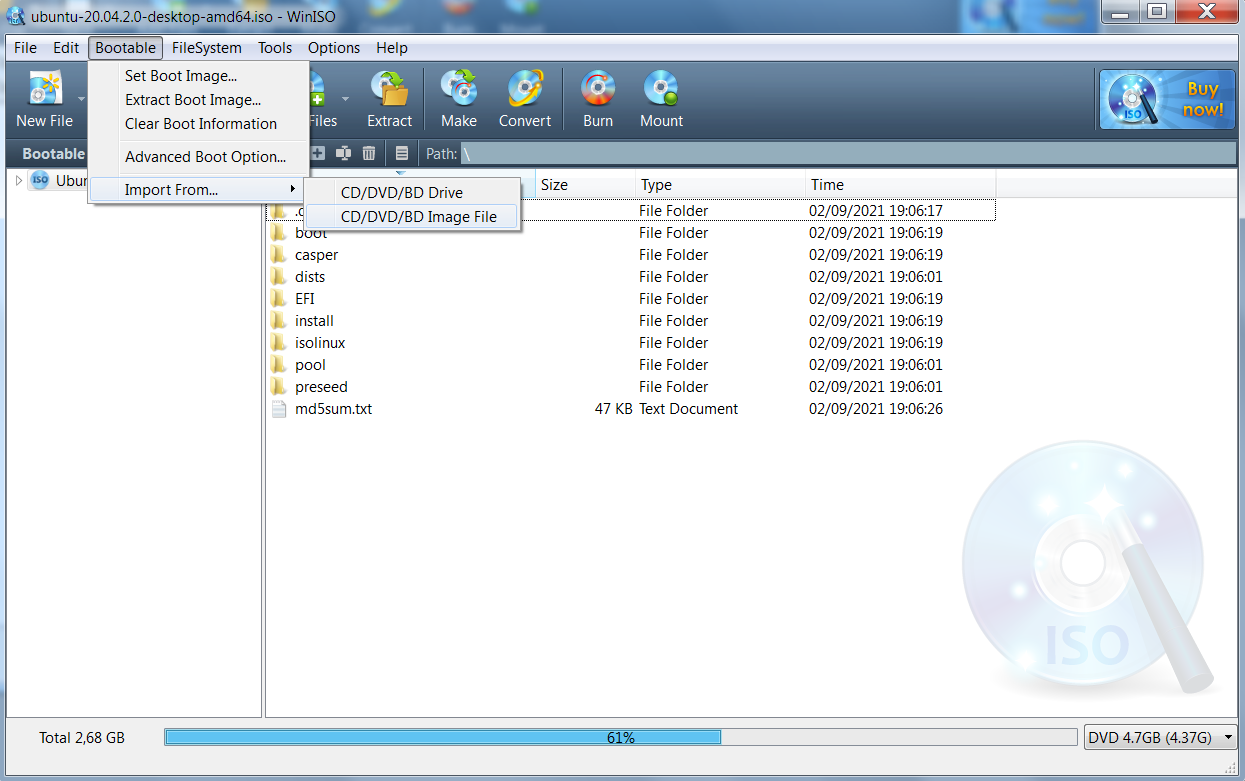 ubuntu-20.04.2.0-desktop-amd64.iso - WinISO
File Edit Bootable FileSystem Tools Options Help
Set Boot Image...
Extract Boot Image...
Clear Boot Information
Advanced Boot Option...
Import From...
CD/DVD/BD Drive
CD/DVD/BD Image File
New File Files Extract Make Convert Burn Mount
ISO Buy now!
Bootable Path: \
ISO Ubun
Size Type Time
.d File Folder 02/09/2021 19:06:17
boot File Folder 02/09/2021 19:06:19
casper File Folder 02/09/2021 19:06:19
dists File Folder 02/09/2021 19:06:01
EFI File Folder 02/09/2021 19:06:19
install File Folder 02/09/2021 19:06:19
isolinux File Folder 02/09/2021 19:06:19
pool File Folder 02/09/2021 19:06:01
preseed File Folder 02/09/2021 19:06:01
md5sum.txt 47 KB Text Document 02/09/2021 19:06:26
ISO
Total 2,68 GB 61% DVD 4.7GB (4.37G)